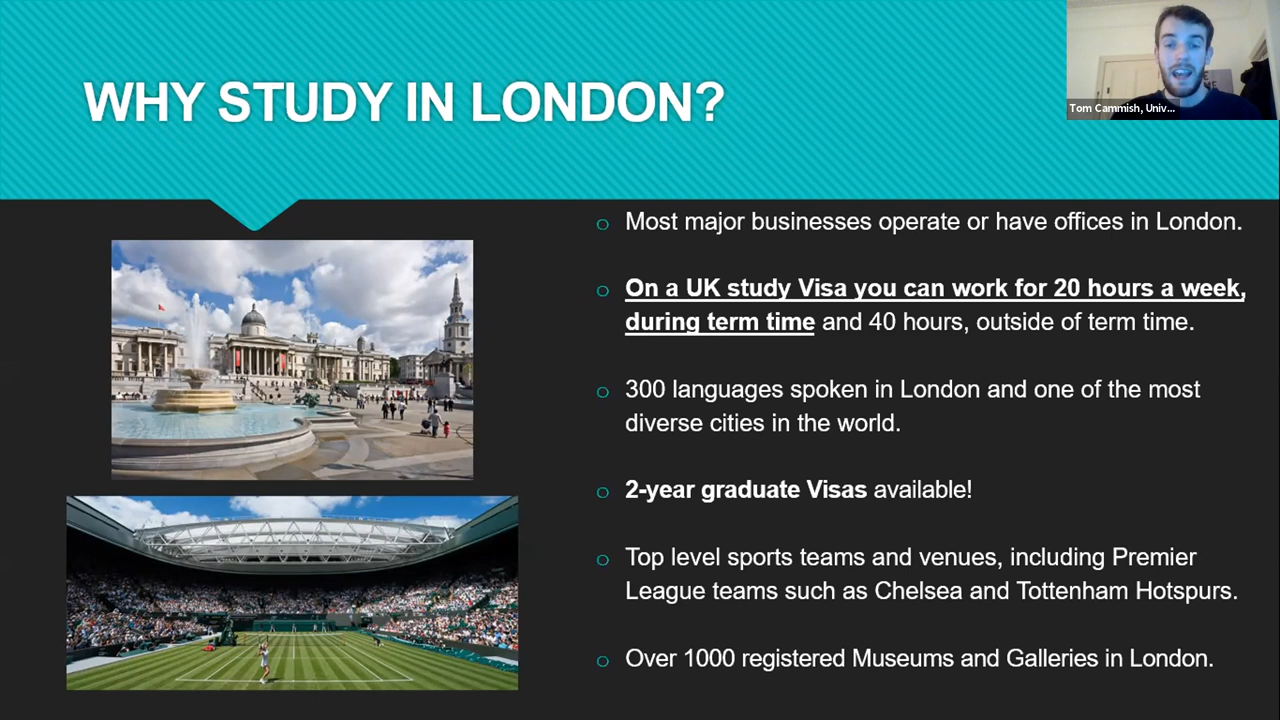 WHY STUDY IN LONDON?
Tom Cammish, Univ...
o Most major businesses operate or have offices in London.
o On a UK study Visa you can work for 20 hours a week,
during term time and 40 hours, outside of term time.
o 300 languages spoken in London and one of the most
diverse cities in the world.
o 2-year graduate Visas available!
o Top level sports teams and venues, including Premier
League teams such as Chelsea and Tottenham Hotspurs.
o Over 1000 registered Museums and Galleries in London.